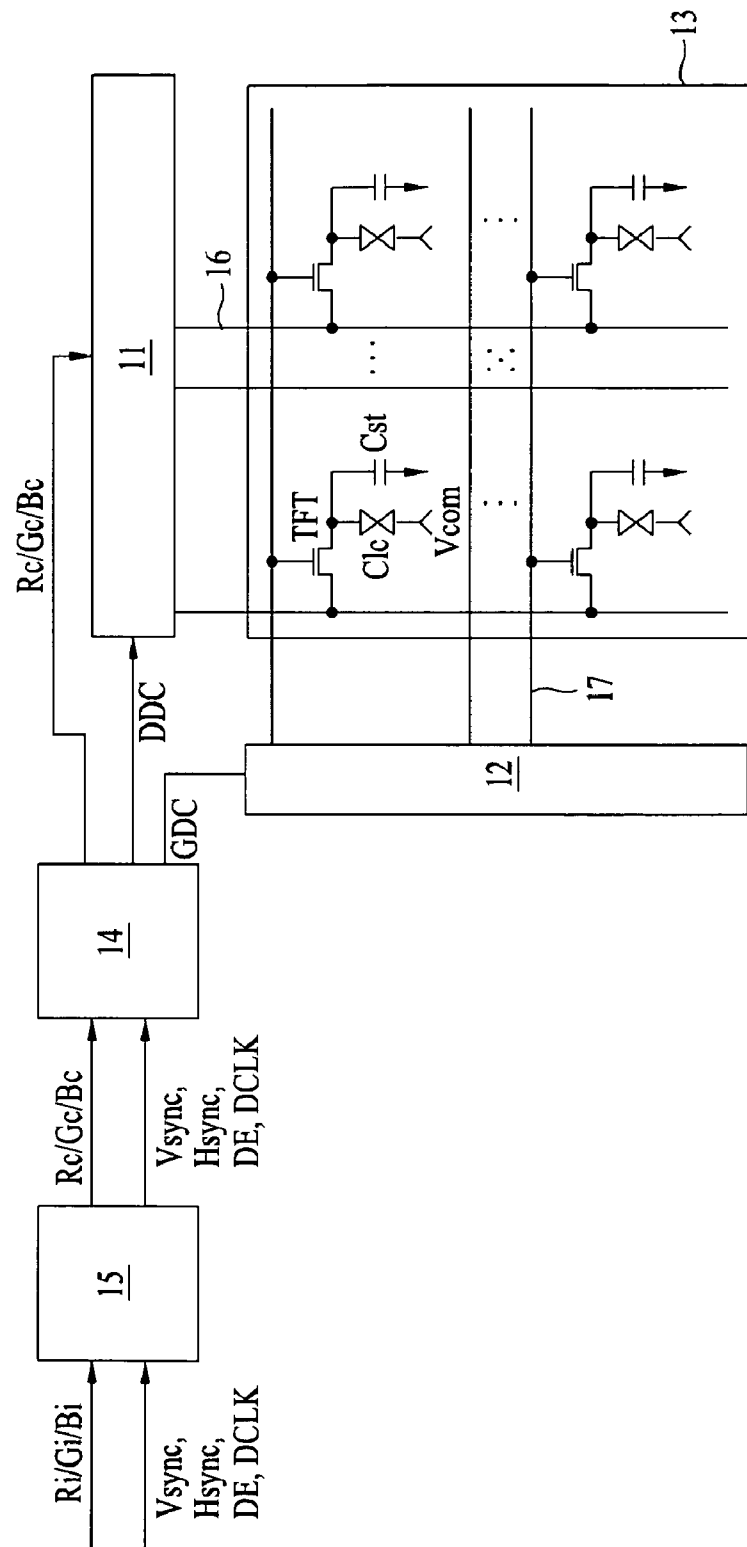 Ri/Gi/Bi
Vsync,
Hsync,
DE, DCLK
15
Rc/Gc/Bc
Vsync,
Hsync,
DE, DCLK
14
Rc/Gc/Bc
DDC
GDC
11
12
16
13
TFT
Cst
Clc
Vcom
17